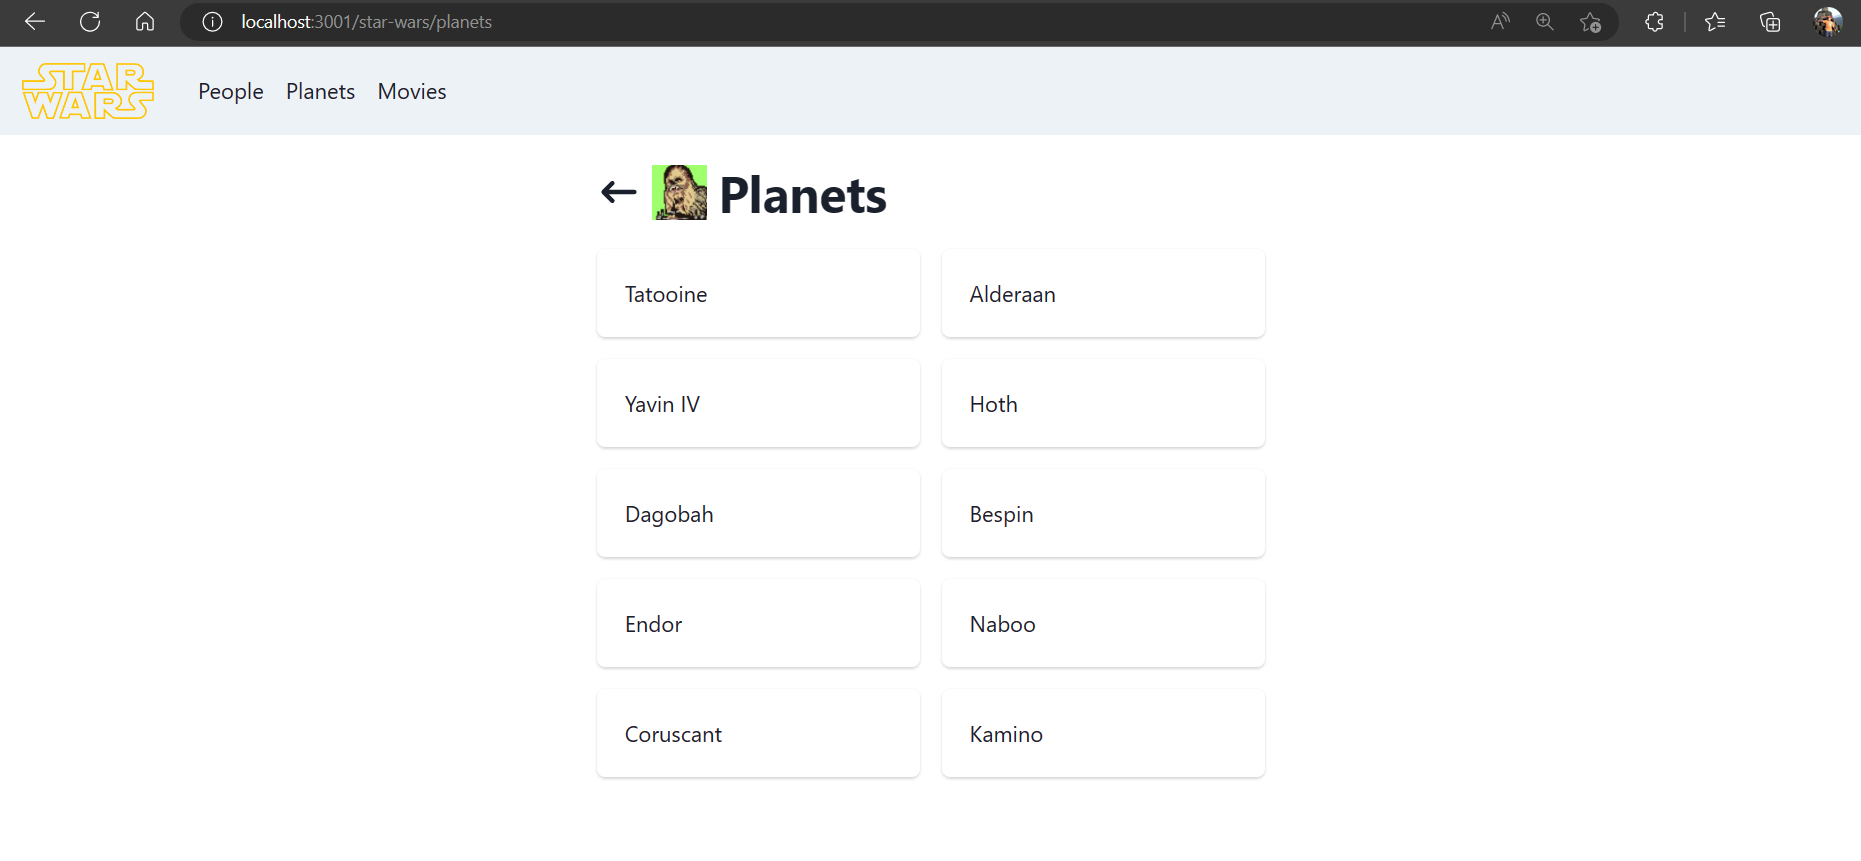 localhost:3001/star-wars/planets
STAR
WARS
People Planets Movies
Planets
Tatooine Alderaan
Yavin IV Hoth
Dagobah Bespin
Endor Naboo
Coruscant Kamino